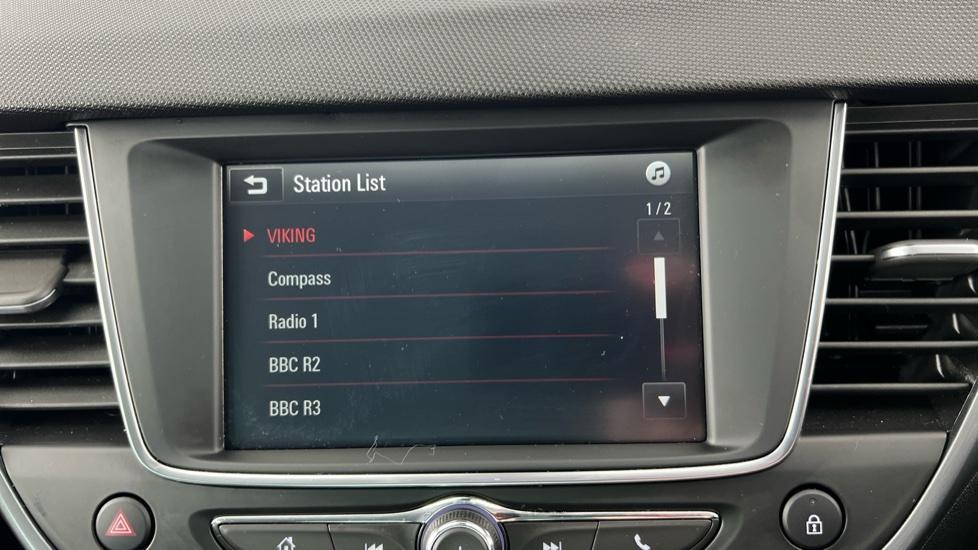 Station List
1/2
VIKING
Compass
Radio 1
BBC R2
BBC R3